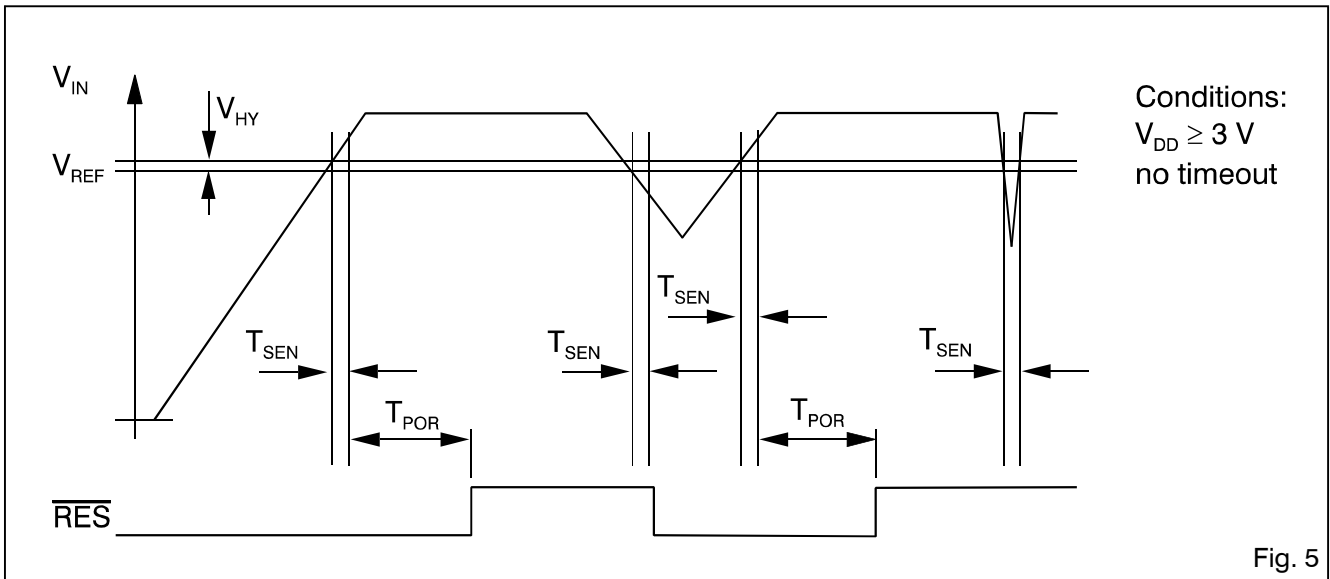 V_IN
V_HY
V_REF
Conditions:
V_DD ≥ 3 V
no timeout
T_SEN
T_SEN
T_SEN
T_SEN
T_POR
T_POR
RES
Fig. 5